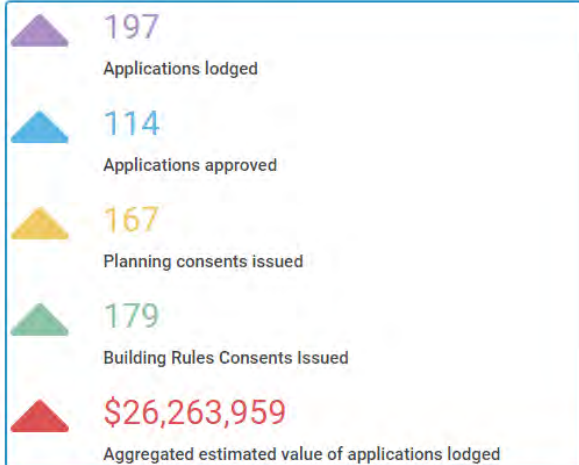 197
Applications lodged
114
Applications approved
167
Planning consents issued
179
Building Rules Consents Issued
$26,263,959
Aggregated estimated value of applications lodged